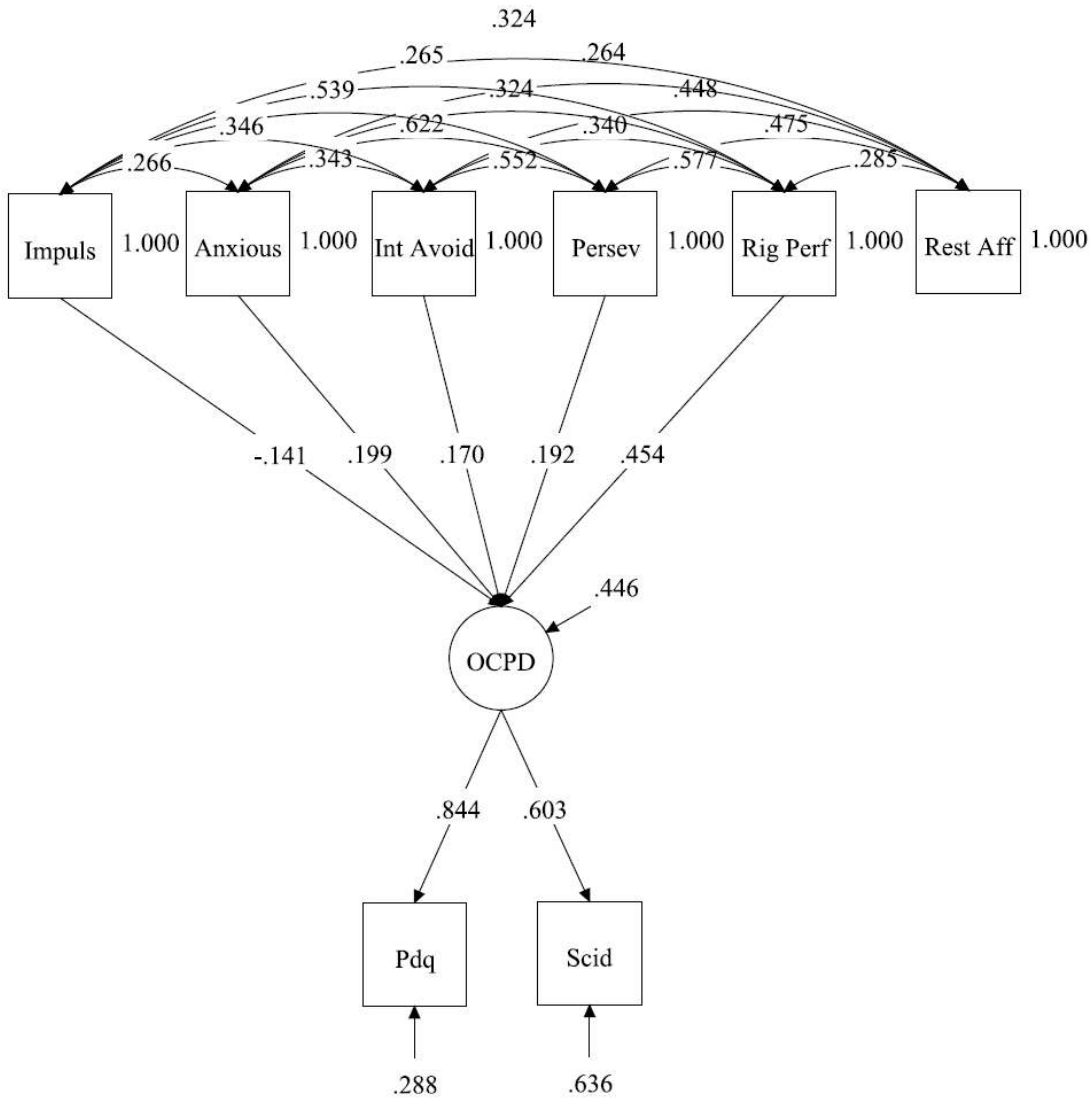 .324
.265 .264
.539 .324 .448
.346 .622 .340 .475
.266 .343 .552 .577 .285
Impuls 1.000 Anxious 1.000 Int Avoid 1.000 Persev 1.000 Rig Perf 1.000 Rest Aff 1.000
-.141 .199 .170 .192 .454
.446
OCPD
.844 .603
Pdq Scid
.288 .636